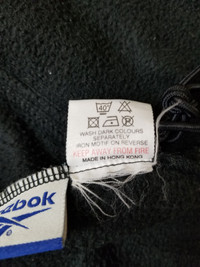 40
WASH DARK COLOURS
SEPARATELY
IRON MOTIF ON REVERSE
KEEP AWAY FROM FIRE
MADE IN HONG KONG
ebok